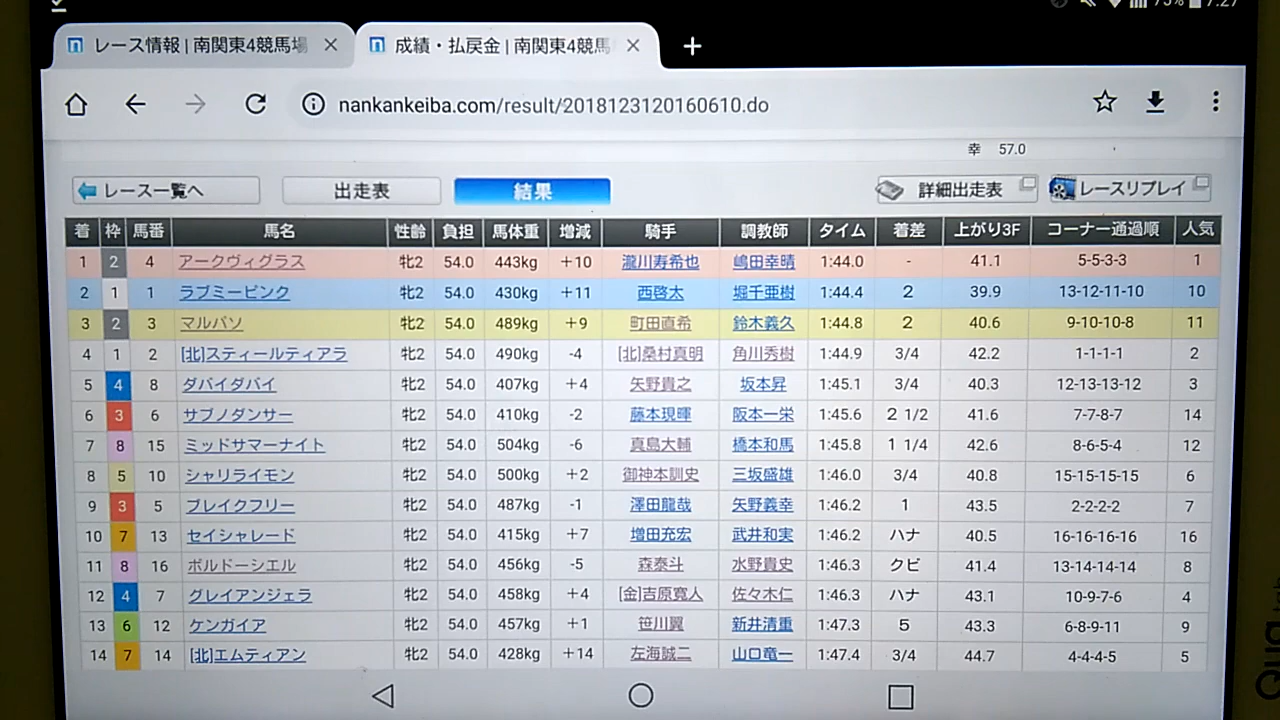 75% 7:27
レース情報 | 南関東4競馬場 × 成績・払戻金 | 南関東4競馬 × +
nankankeiba.com/result/2018123120160610.do
幸 57.0
レース一覧へ 出走表 結果 詳細出走表 レースリプレイ
着 枠 馬番 馬名 性齢 負担 馬体重 増減 騎手 調教師 タイム 着差 上がり3F コーナー通過順 人気
1 2 4 アークヴィグラス 牝2 54.0 443kg +10 瀧川寿希也 嶋田幸晴 1:44.0 - 41.1 5-5-3-3 1
2 1 1 ラブミーピンク 牝2 54.0 430kg +11 西啓太 堀千亜樹 1:44.4 2 39.9 13-12-11-10 10
3 2 3 マルパソ 牝2 54.0 489kg +9 町田直希 鈴木義久 1:44.8 2 40.6 9-10-10-8 11
4 1 2 [北]スティールティアラ 牝2 54.0 490kg -4 [北]桑村真明 角川秀樹 1:44.9 3/4 42.2 1-1-1-1 2
5 4 8 ダバイダバイ 牝2 54.0 407kg +4 矢野貴之 坂本昇 1:45.1 3/4 40.3 12-13-13-12 3
6 3 6 サブノダンサー 牝2 54.0 410kg -2 藤本現暉 阪本一栄 1:45.6 2 1/2 41.6 7-7-8-7 14
7 8 15 ミッドサマーナイト 牝2 54.0 504kg -6 真島大輔 橋本和馬 1:45.8 1 1/4 42.6 8-6-5-4 12
8 5 10 シャリライモン 牝2 54.0 500kg +2 御神本訓史 三坂盛雄 1:46.0 3/4 40.8 15-15-15-15 6
9 3 5 ブレイクフリー 牝2 54.0 487kg -1 澤田龍哉 矢野義幸 1:46.2 1 43.5 2-2-2-2 7
10 7 13 セイシャレード 牝2 54.0 415kg +7 増田充宏 武井和実 1:46.2 ハナ 40.5 16-16-16-16 16
11 8 16 ボルドーシエル 牝2 54.0 456kg -5 森泰斗 水野貴史 1:46.3 クビ 41.4 13-14-14-14 8
12 4 7 グレイアンジェラ 牝2 54.0 458kg +4 [金]吉原寛人 佐々木仁 1:46.3 ハナ 43.1 10-9-7-6 4
13 6 12 ケンガイア 牝2 54.0 457kg +1 笹川翼 新井清重 1:47.3 5 43.3 6-8-9-11 9
14 7 14 [北]エムティアン 牝2 54.0 428kg +14 左海誠二 山口竜一 1:47.4 3/4 44.7 4-4-4-5 5